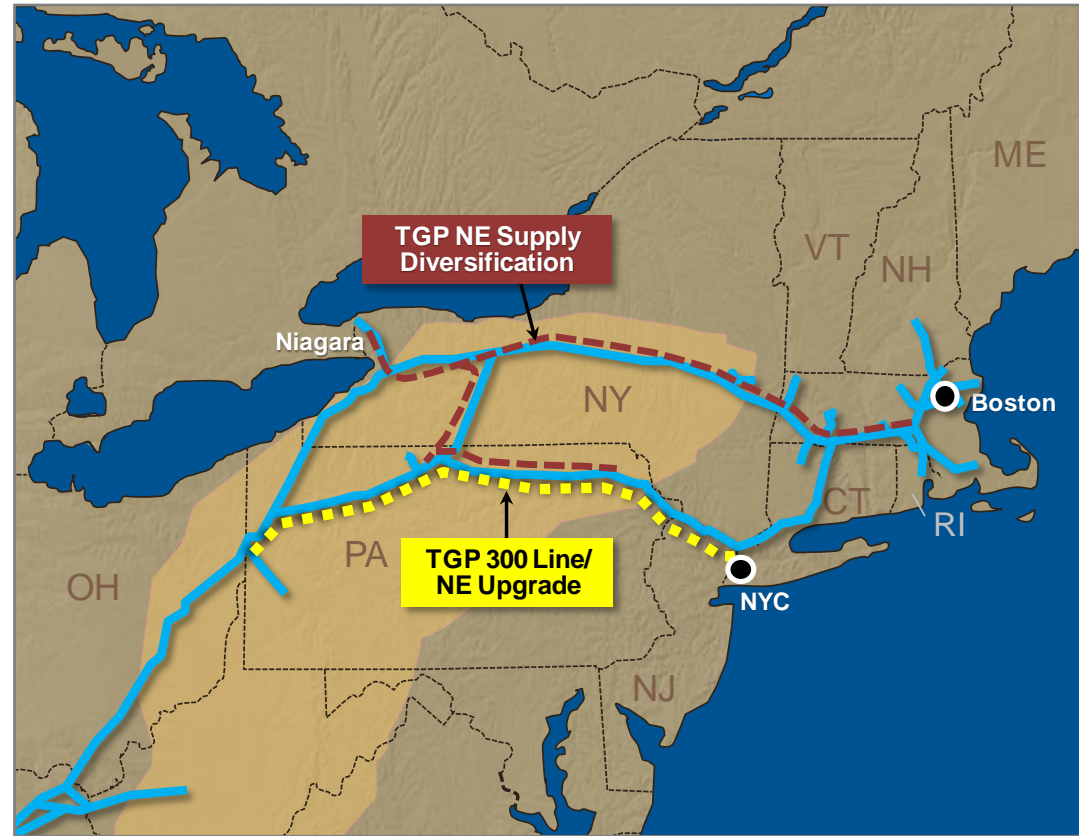 ME
TGP NE Supply
Diversification
VT
NH
Niagara
NY
Boston
CT
RI
PA
TGP 300 Line/
NE Upgrade
OH
NYC
NJ